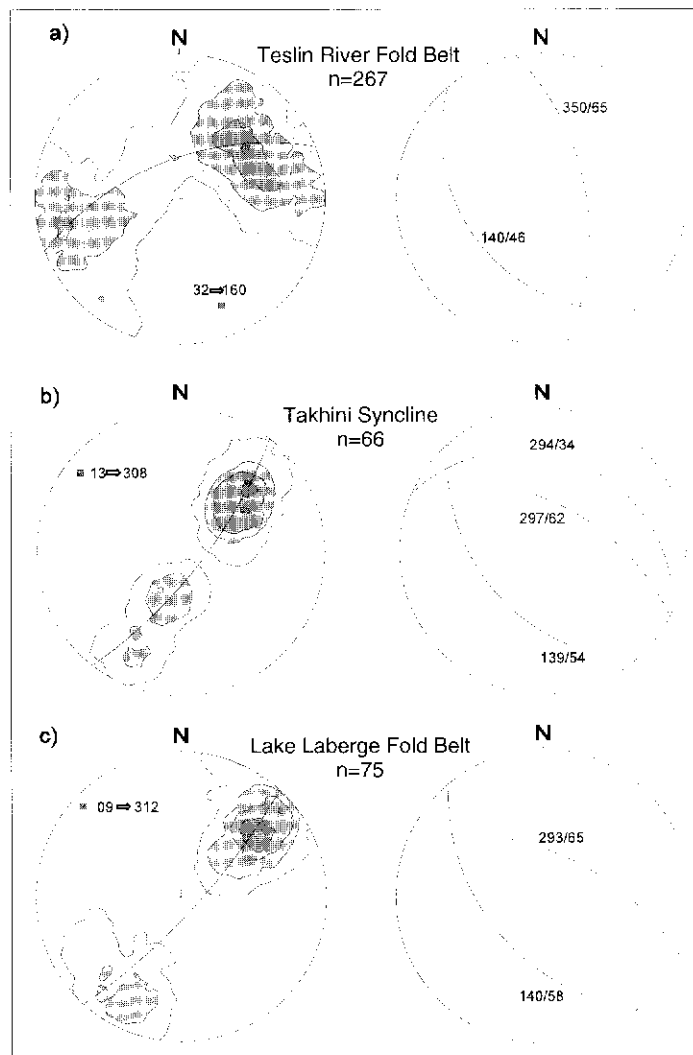 a)
N
Teslin River Fold Belt
n=267
N
350/65
140/46
32⇒160
b)
N
Takhini Syncline
n=66
N
13⇒308
294/34
297/62
139/54
c)
N
Lake Laberge Fold Belt
n=75
N
09⇒312
293/65
140/58